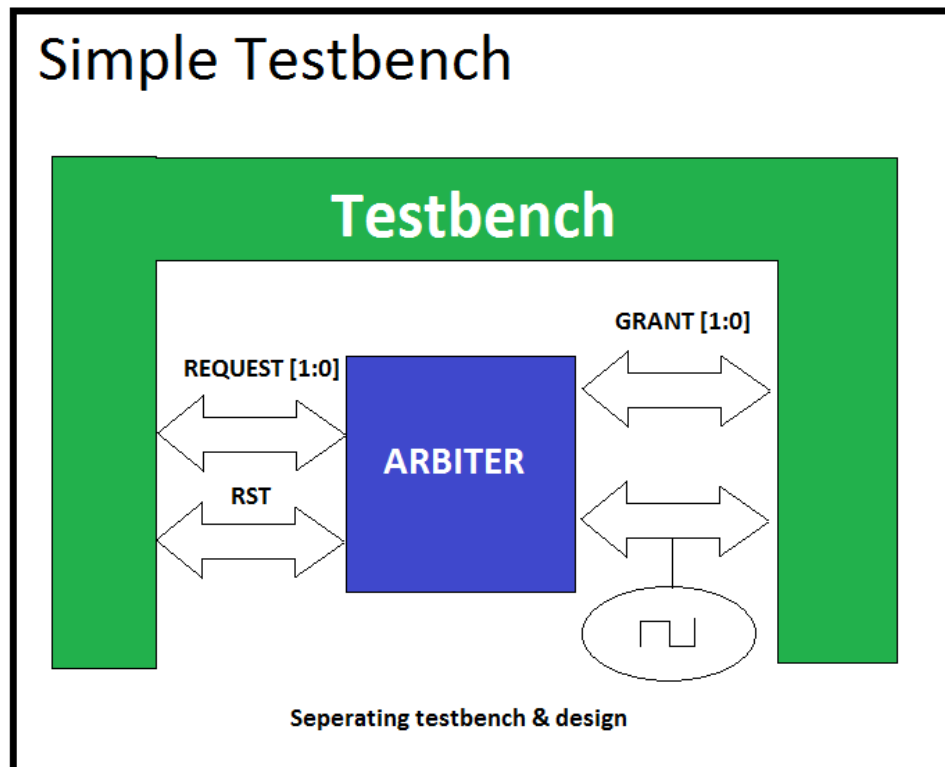 Simple Testbench
Testbench
GRANT [1:0]
REQUEST [1:0]
ARBITER
RST
Seperating testbench & design